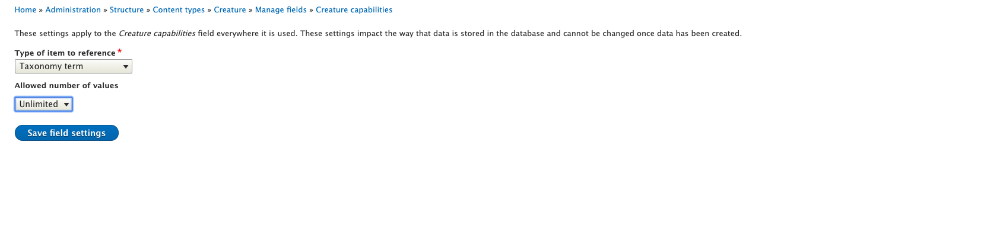 Home » Administration » Structure » Content types » Creature » Manage fields » Creature capabilities
These settings apply to the Creature capabilities field everywhere it is used. These settings impact the way that data is stored in the database and cannot be changed once data has been created.
Type of item to reference *
Taxonomy term
Allowed number of values
Unlimited
Save field settings